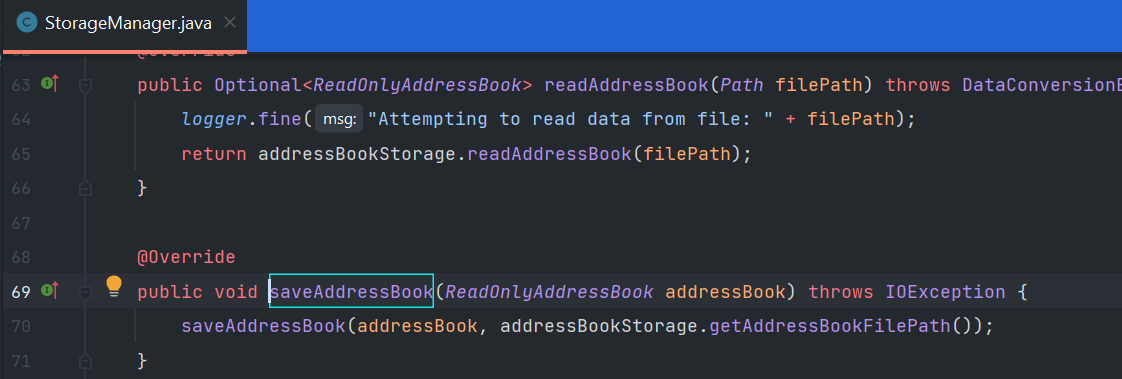 StorageManager.java
@Override
63 public Optional<ReadOnlyAddressBook> readAddressBook(Path filePath) throws DataConversionE
64 logger.fine( msg: "Attempting to read data from file: " + filePath);
65 return addressBookStorage.readAddressBook(filePath);
66 }
67
68 @Override
69 public void saveAddressBook(ReadOnlyAddressBook addressBook) throws IOException {
70 saveAddressBook(addressBook, addressBookStorage.getAddressBookFilePath());
71 }